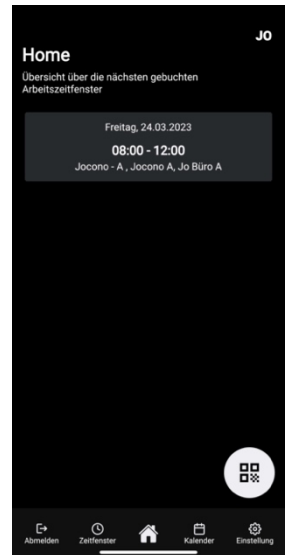 JO
Home
Übersicht über die nächsten gebuchten
Arbeitszeitfenster
Freitag, 24.03.2023
08:00 - 12:00
Jocono - A , Jocono A, Jo Büro A
Abmelden Zeitfenster Kalender Einstellung